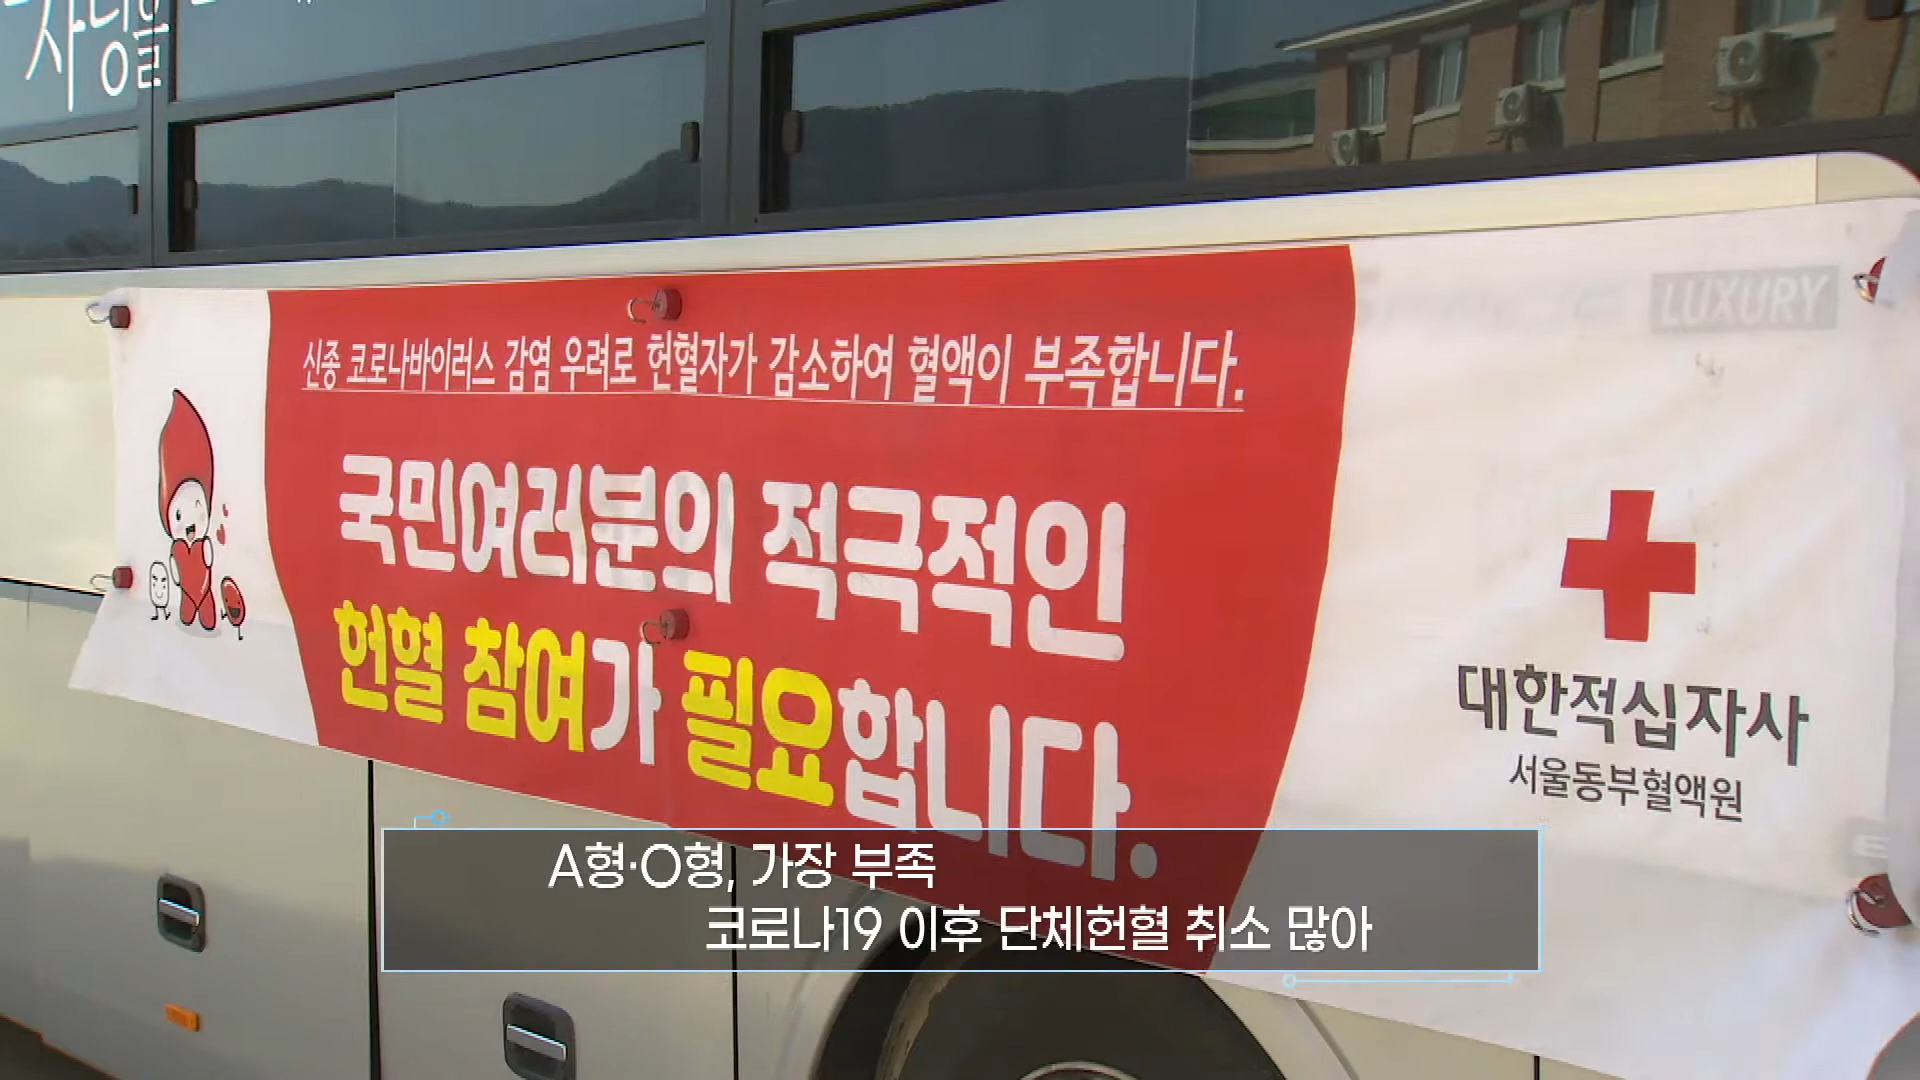 사랑을
LUXURY
신종 코로나바이러스 감염 우려로 헌혈자가 감소하여 혈액이 부족합니다.
국민여러분의 적극적인
헌혈 참여가 필요합니다.
대한적십자사
서울동부혈액원
A형·O형, 가장 부족
코로나19 이후 단체헌혈 취소 많아